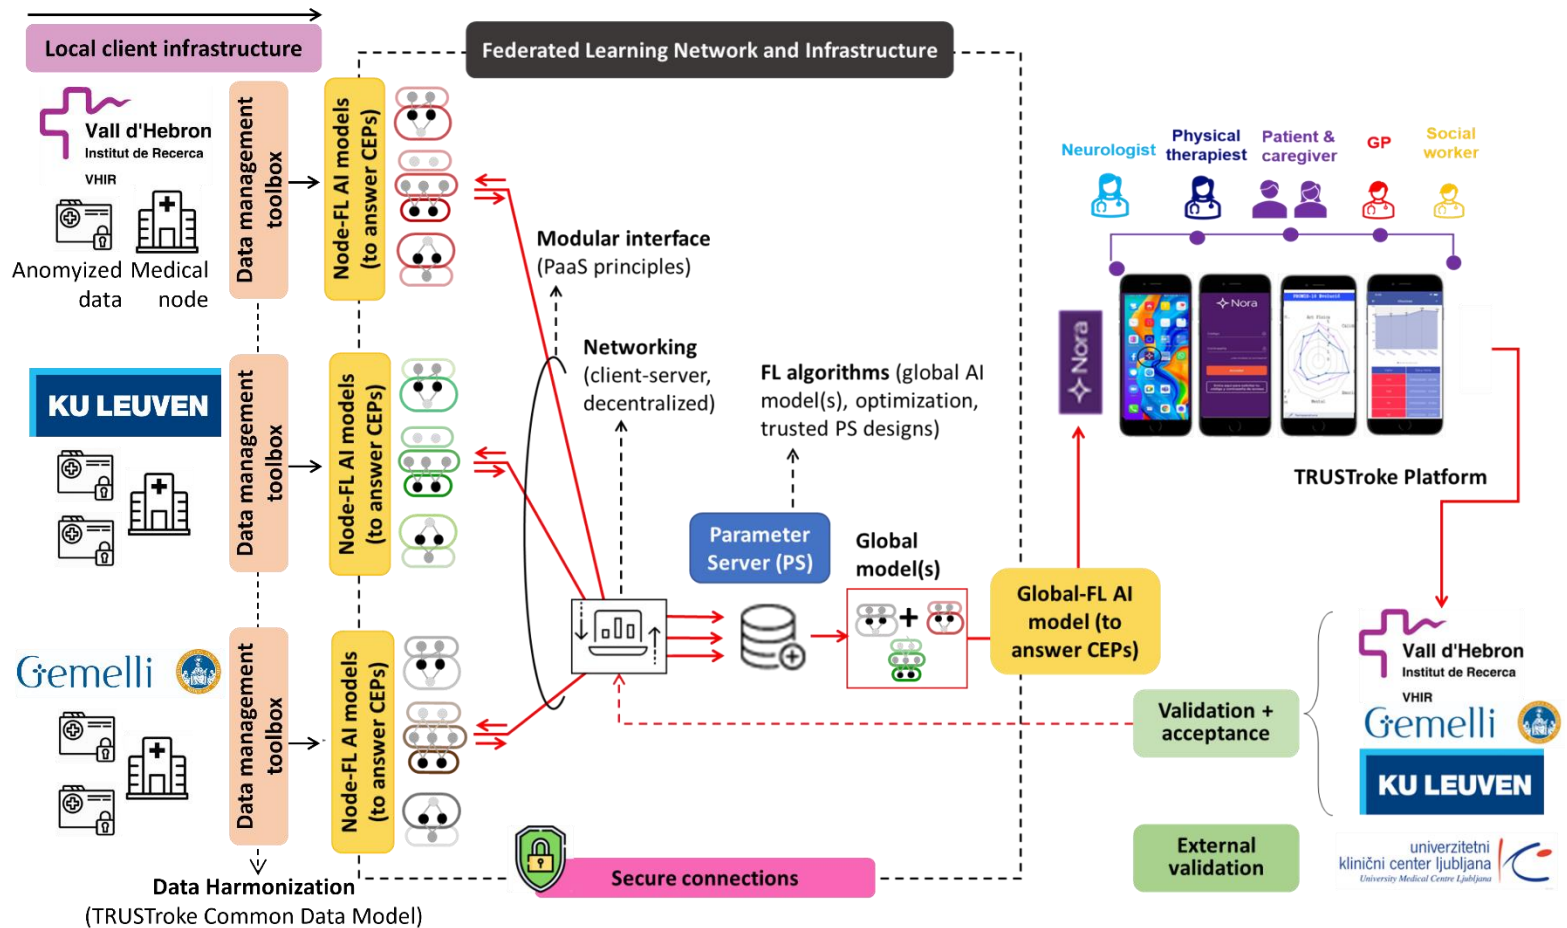 Local client infrastructure
Federated Learning Network and Infrastructure
Vall d'Hebron
Institut de Recerca
VHIR
Anomyized
data
Medical
node
Data management
toolbox
Node-FL AI models
(to answer CEPs)
KU LEUVEN
Data management
toolbox
Node-FL AI models
(to answer CEPs)
Gemelli
Data management
toolbox
Node-FL AI models
(to answer CEPs)
Data Harmonization
(TRUSTroke Common Data Model)
Modular interface
(PaaS principles)
Networking
(client-server,
decentralized)
FL algorithms (global AI
model(s), optimization,
trusted PS designs)
Parameter
Server (PS)
Global
model(s)
Global-FL AI
model (to
answer CEPs)
Secure connections
Neurologist
Physical
therapiest
Patient &
caregiver
GP
Social
worker
Nora
Nora
TRUSTroke Platform
Validation +
acceptance
Vall d'Hebron
Institut de Recerca
VHIR
Gemelli
KU LEUVEN
External
validation
univerzitetni
klinični center ljubljana
University Medical Centre Ljubljana